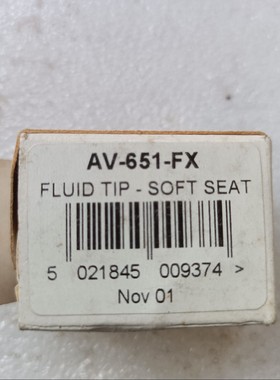 AV-651-FX
FLUID TIP - SOFT SEAT
5 021845 009374 >
Nov 01